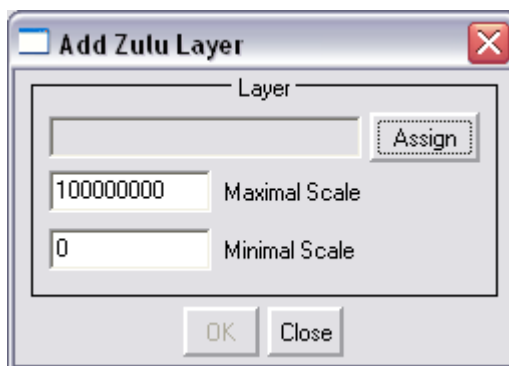 Add Zulu Layer
Layer
Assign
100000000 Maximal Scale
0 Minimal Scale
OK Close